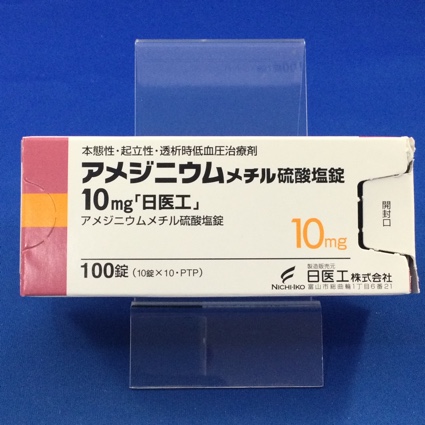 本態性・起立性・透析時低血圧治療剤
アメジニウムメチル硫酸塩錠
10mg「日医工」
アメジニウムメチル硫酸塩錠
10mg
開封口
100錠 (10錠×10・PTP)
NICHI-IKO
製造販売元
日医工株式会社
富山市総曲輪1丁目6番21